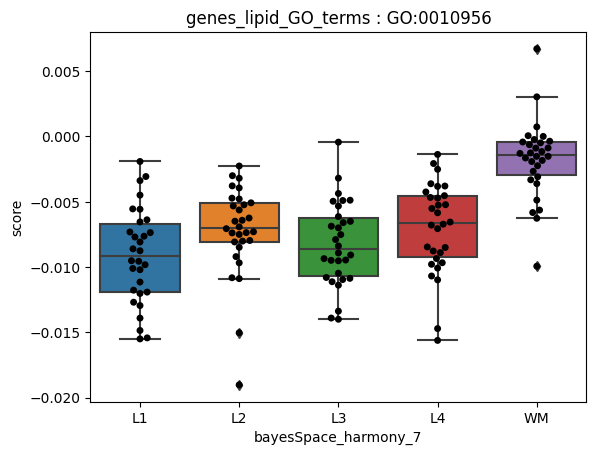 genes_lipid_GO_terms : GO:0010956
0.005
0.000
−0.005
−0.010
−0.015
−0.020
score
L1 L2 L3 L4 WM
bayesSpace_harmony_7